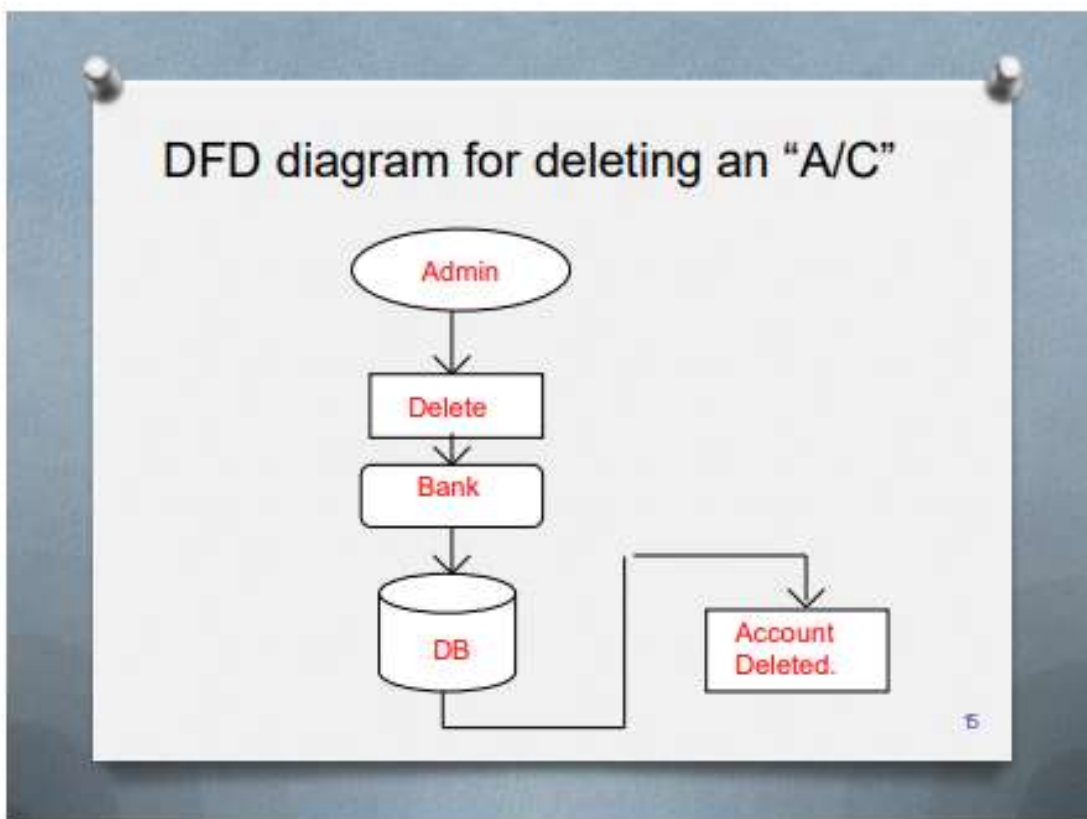 DFD diagram for deleting an “A/C”
Admin
Delete
Bank
DB
Account
Deleted.
15